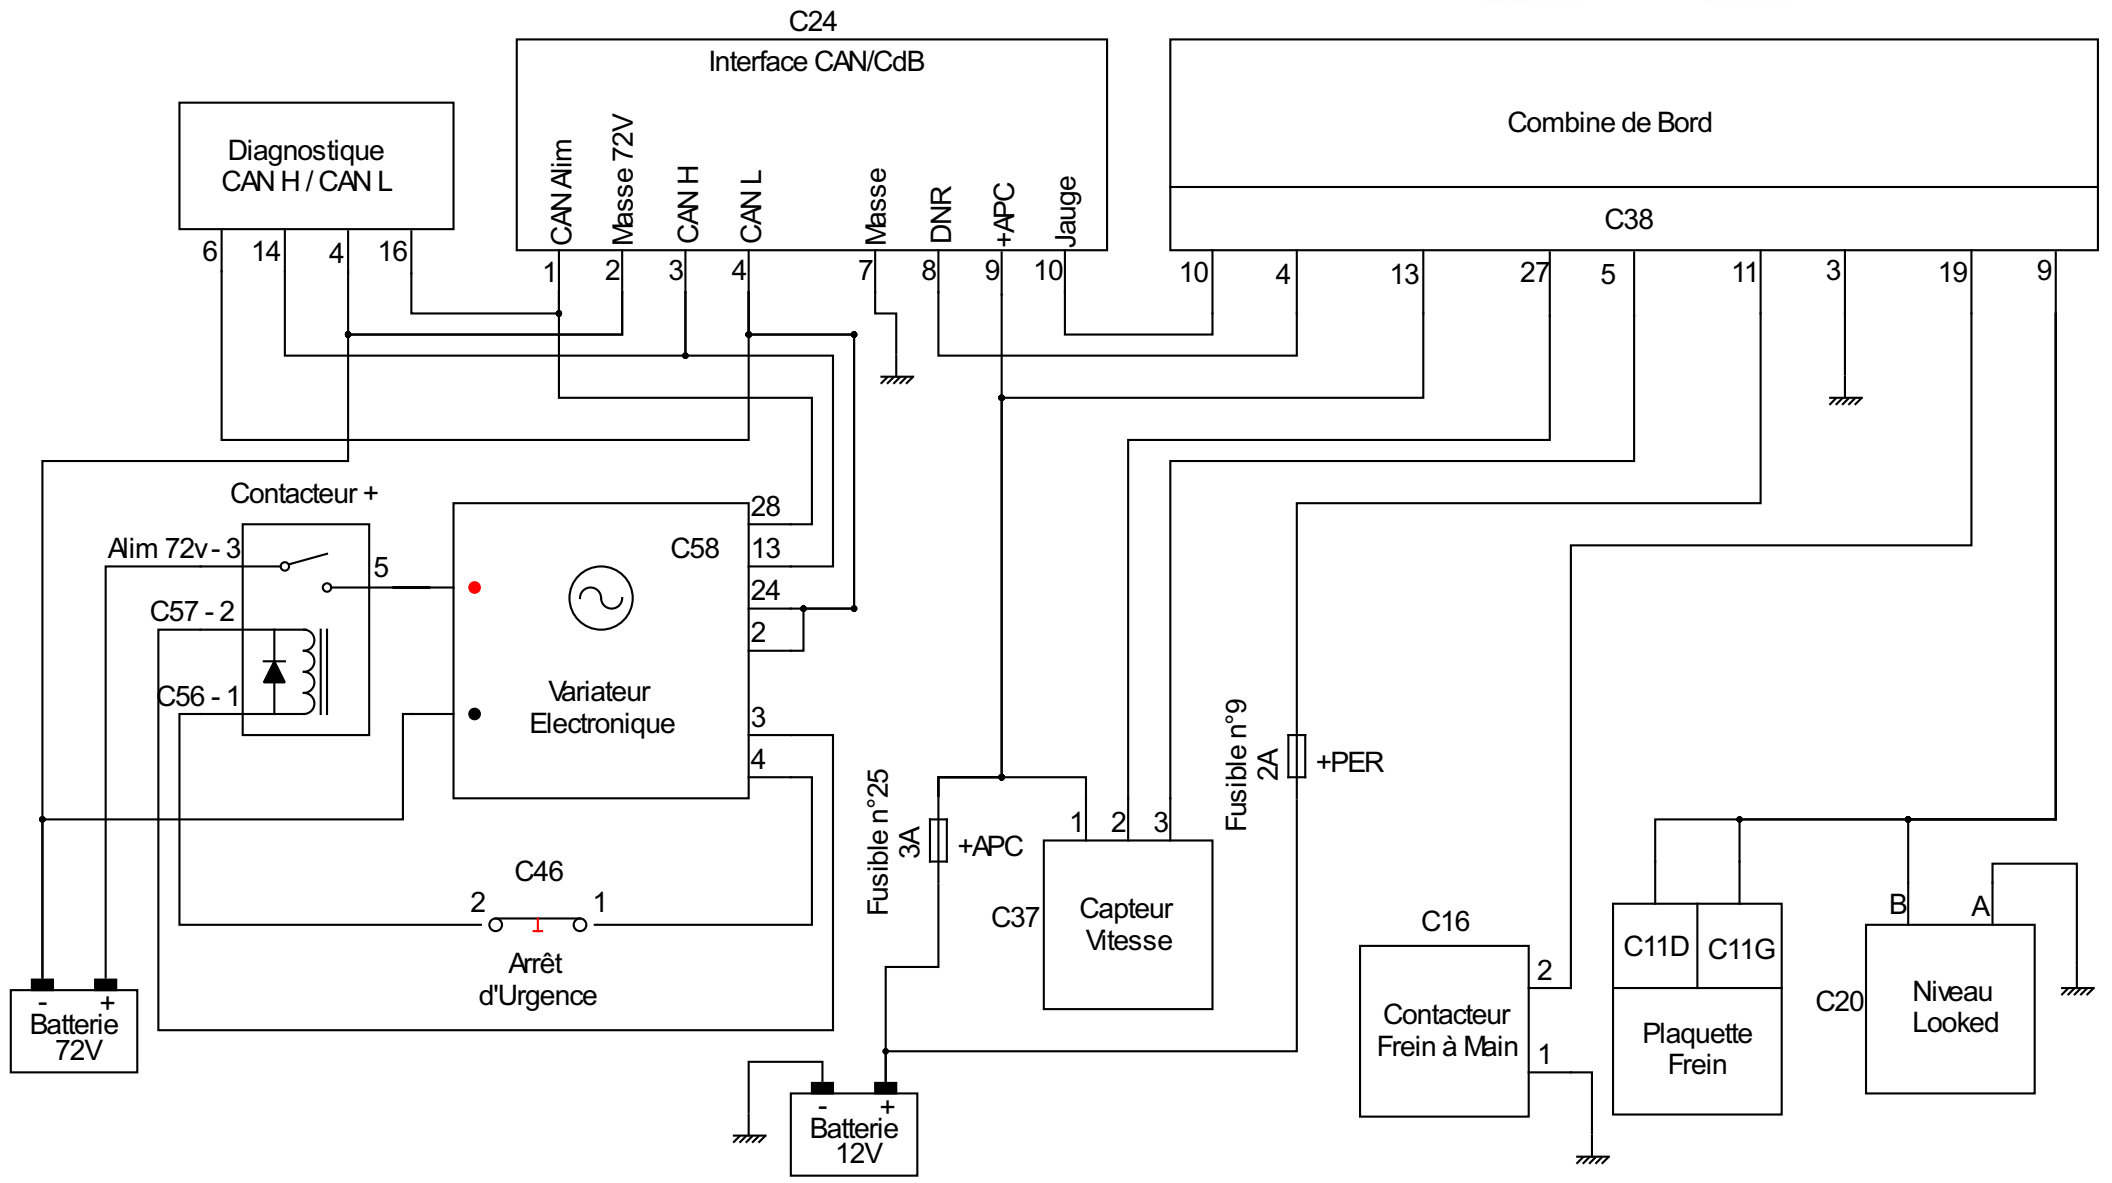 C24
Interface CAN/CdB
CAN Alim
Masse 72V
CAN H
CAN L
Masse
DNR
+APC
Jauge
1
2
3
4
7
8
9
10
Diagnostique
CAN H / CAN L
6
14
4
16
Combine de Bord
C38
10
4
13
27
5
11
3
19
9
Contacteur +
Alim 72v - 3
5
C57 - 2
C56 - 1
C58
28
13
24
2
3
4
Variateur
Electronique
C46
2
1
Arrêt
d'Urgence
-
+
Batterie
72V
Fusible n°25
3A
+APC
Fusible n°9
2A
+PER
1
2
3
C37
Capteur
Vitesse
-
+
Batterie
12V
C16
2
Contacteur
Frein à Main
1
C11D
C11G
Plaquette
Frein
B
A
C20
Niveau
Looked